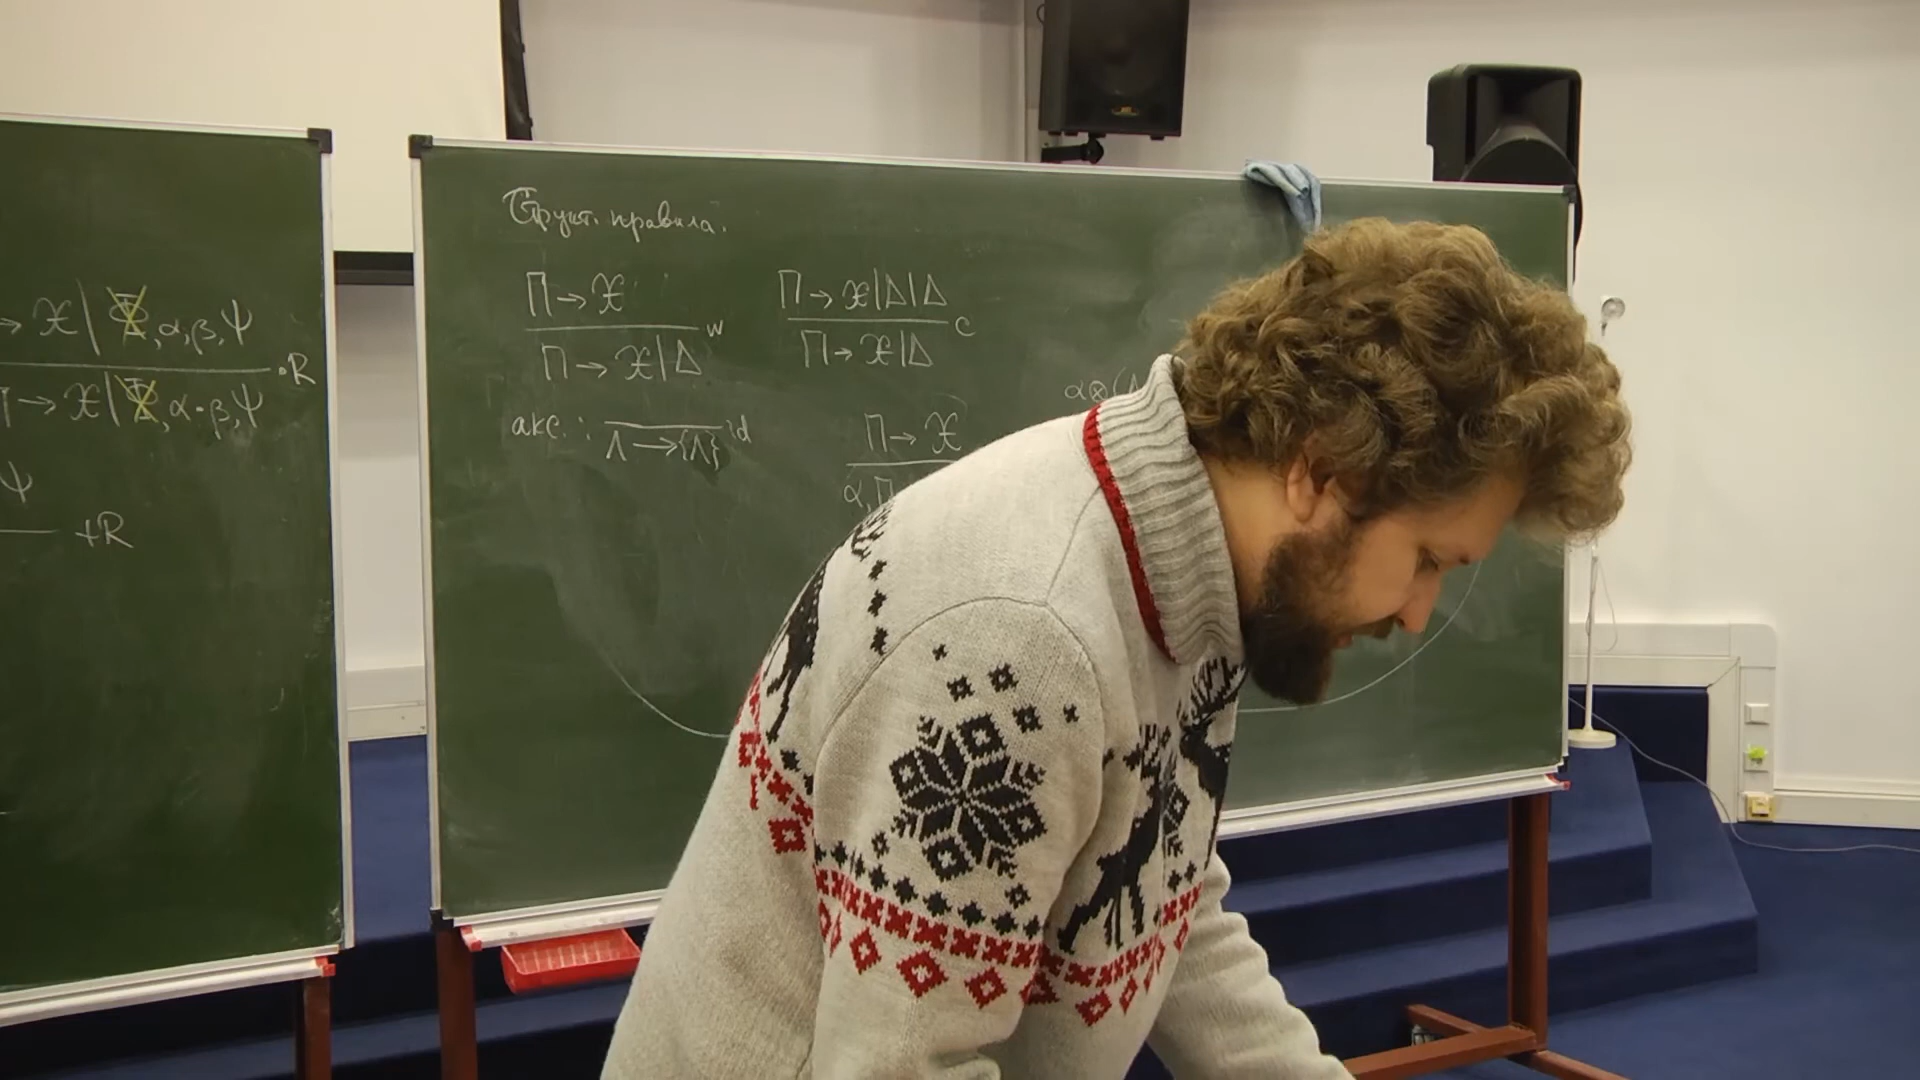 → 𝒳 | Φ, α, β, Ψ
·R
Π → 𝒳 | Φ, α · β, Ψ
Ψ
+R
Структ. правила.
Π → 𝒳
w
Π → 𝒳 | Δ
Π → 𝒳 | Δ | Δ
c
Π → 𝒳 | Δ
акс. :
id
Λ → {Λ}
α ⊗ (Λ
Π → 𝒳
α, Π